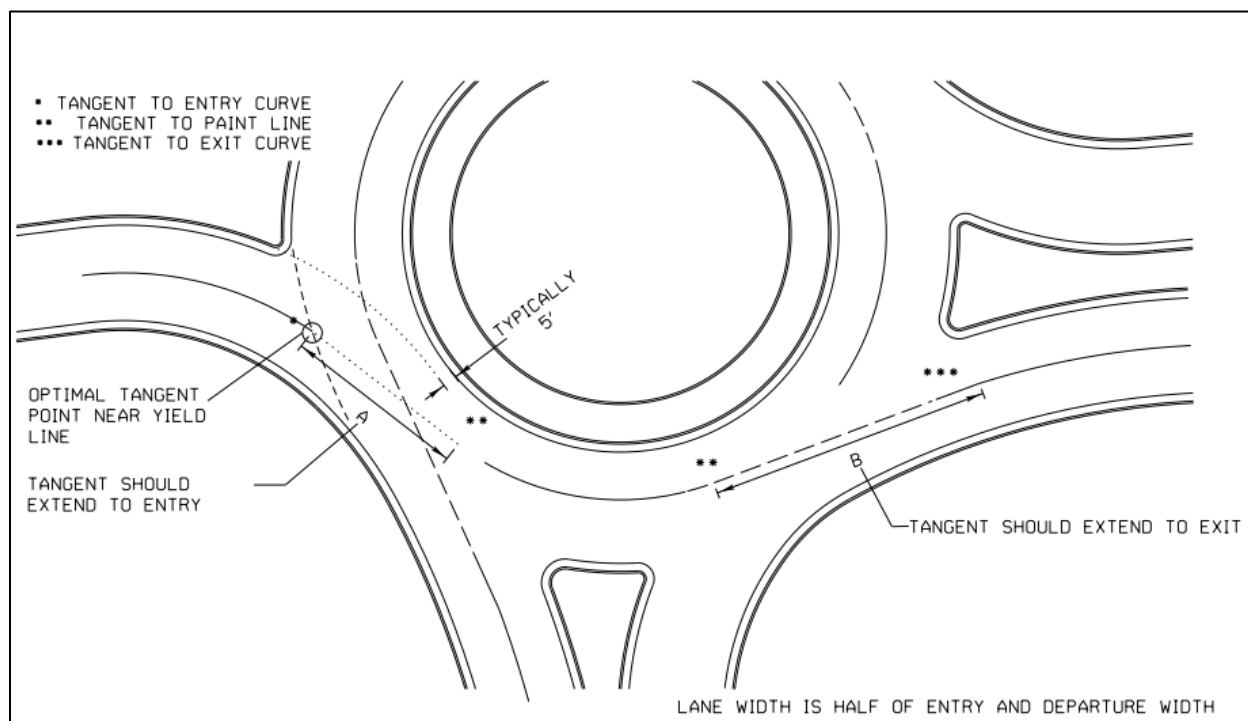 * TANGENT TO ENTRY CURVE
** TANGENT TO PAINT LINE
*** TANGENT TO EXIT CURVE
TYPICALLY
5'
*
OPTIMAL TANGENT
POINT NEAR YIELD
LINE
A
**
***
**
B
TANGENT SHOULD
EXTEND TO ENTRY
TANGENT SHOULD EXTEND TO EXIT
LANE WIDTH IS HALF OF ENTRY AND DEPARTURE WIDTH